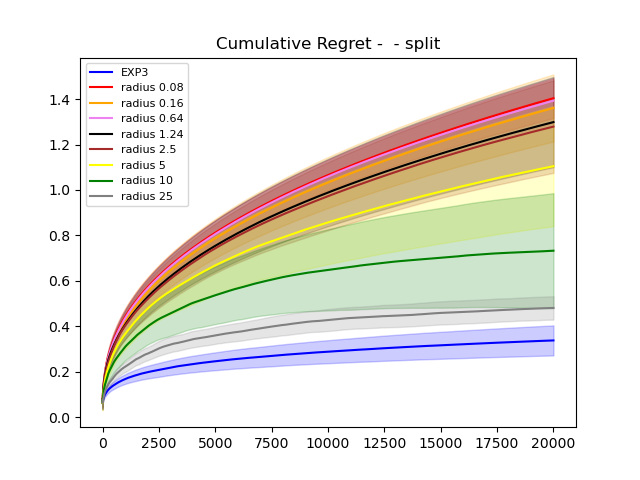 Cumulative Regret -  - split
EXP3
radius 0.08
radius 0.16
radius 0.64
radius 1.24
radius 2.5
radius 5
radius 10
radius 25
1.4
1.2
1.0
0.8
0.6
0.4
0.2
0.0
0 2500 5000 7500 10000 12500 15000 17500 20000